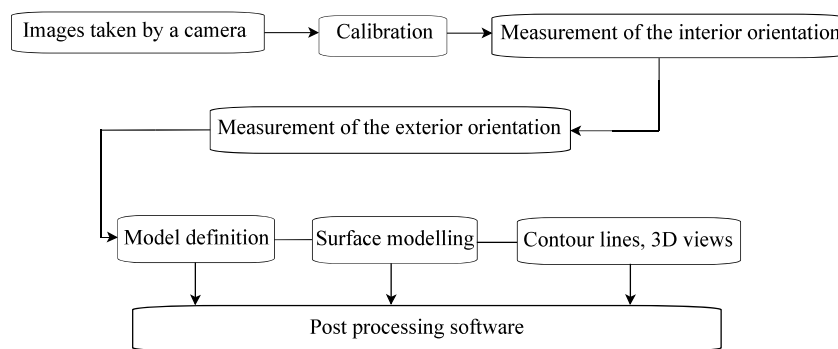 Images taken by a camera
Calibration
Measurement of the interior orientation
Measurement of the exterior orientation
Model definition
Surface modelling
Contour lines, 3D views
Post processing software